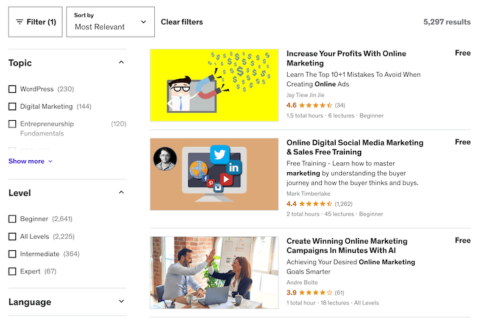 Filter (1)
Sort by
Most Relevant
Clear filters
5,297 results
Topic
WordPress (230)
Digital Marketing (144)
Entrepreneurship (120)
Fundamentals
Show more
Level
Beginner (2,641)
All Levels (2,225)
Intermediate (364)
Expert (67)
Language
Increase Your Profits With Online
Marketing
Free
Learn The Top 10+1 Mistakes To Avoid When
Creating Online Ads
Jay Tiew Jin Jie
4.6 (34)
1.5 total hours · 6 lectures · Beginner
Online Digital Social Media Marketing
& Sales Free Training
Free
Free Training - Learn how to master
marketing by understanding the buyer
journey and how the buyer thinks and buys.
Mark Timberlake
4.4 (1,262)
2 total hours · 45 lectures · Beginner
Create Winning Online Marketing
Campaigns In Minutes With AI
Free
Achieving Your Desired Online Marketing
Goals Smarter
Andre Bolte
3.9 (61)
1 total hour · 18 lectures · All Levels